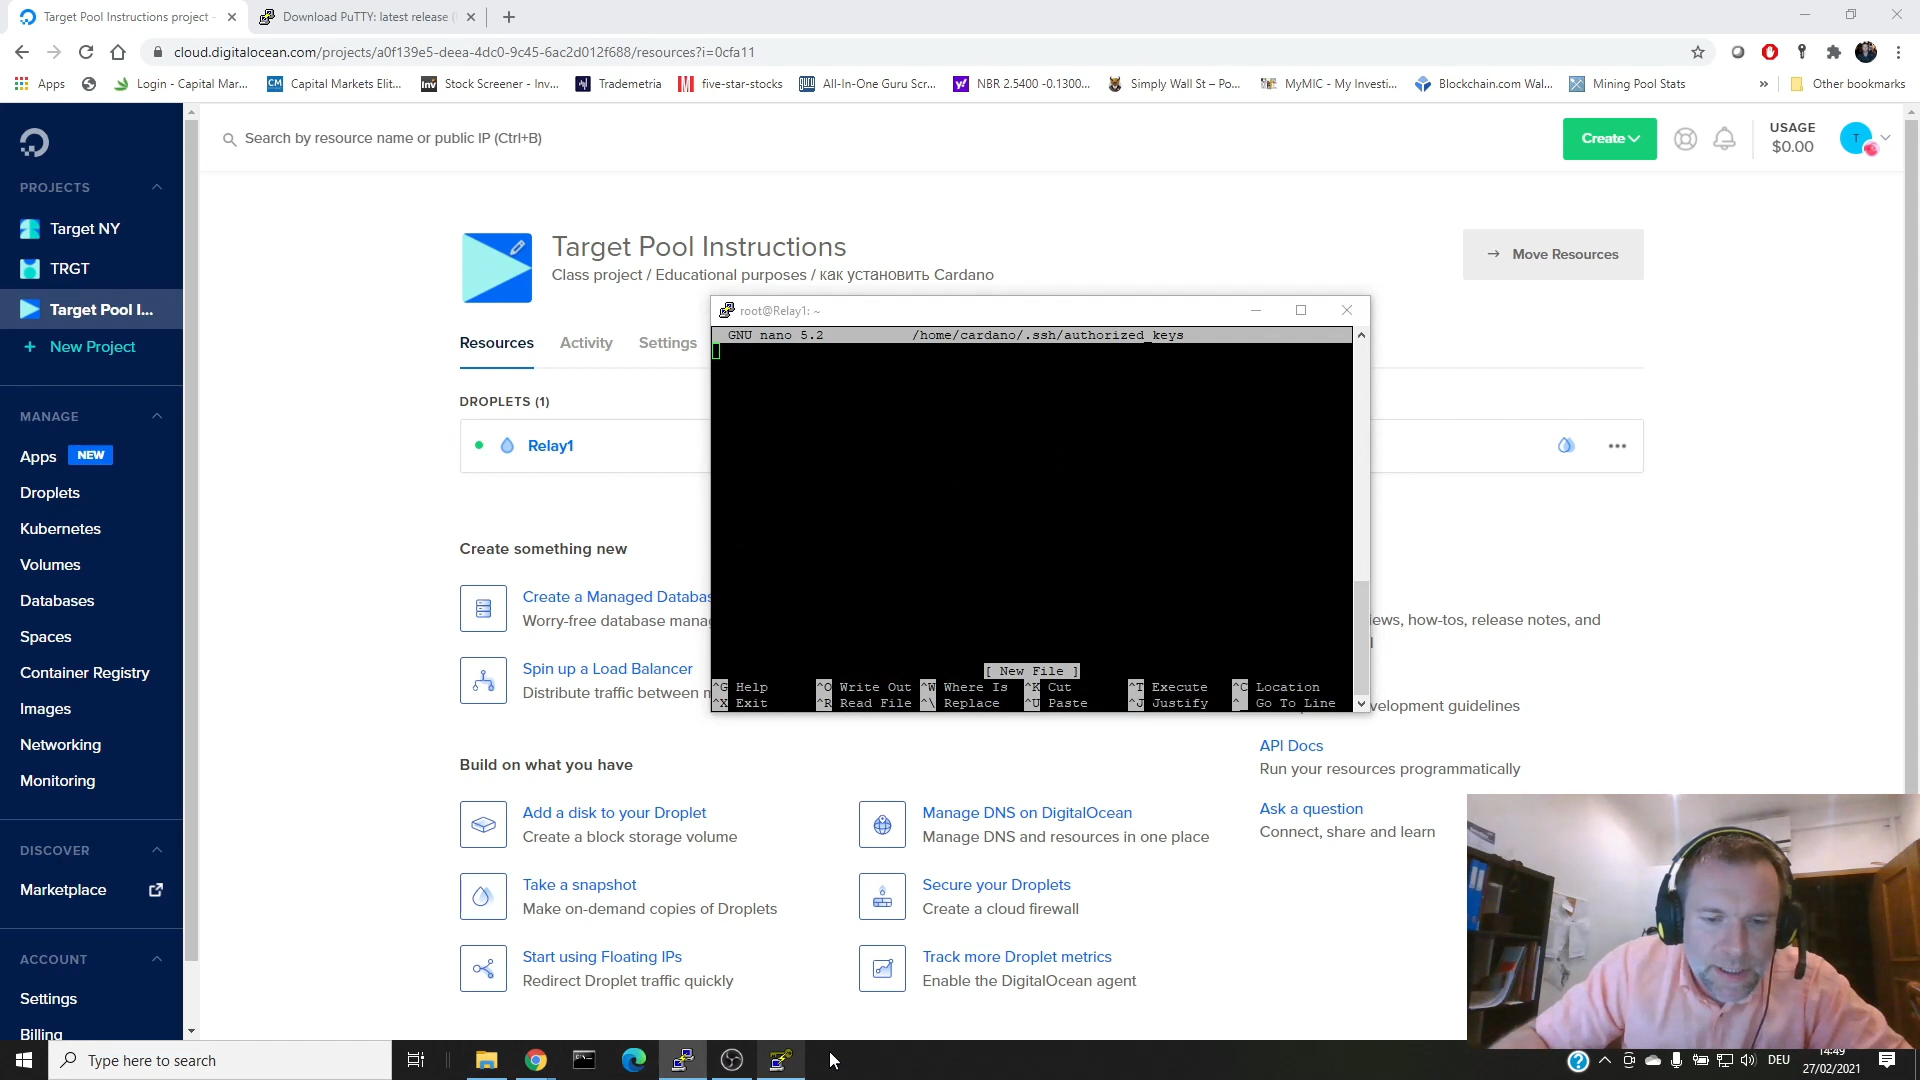 Target Pool Instructions project -
Download PuTTY: latest release (
cloud.digitalocean.com/projects/a0f139e5-deea-4dc0-9c45-6ac2d012f688/resources?i=0cfa11
Apps
Login - Capital Mar...
CM
Capital Markets Elit...
Inv
Stock Screener - Inv...
Trademetria
five-star-stocks
All-In-One Guru Scr...
NBR 2.5400 -0.1300...
Simply Wall St – Po...
MyMIC - My Investi...
Blockchain.com Wal...
Mining Pool Stats
»
Other bookmarks
Search by resource name or public IP (Ctrl+B)
Create
USAGE
$0.00
T
PROJECTS
Target NY
TRGT
Target Pool I...
+ New Project
MANAGE
Apps NEW
Droplets
Kubernetes
Volumes
Databases
Spaces
Container Registry
Images
Networking
Monitoring
DISCOVER
Marketplace
ACCOUNT
Settings
Billing
Target Pool Instructions
Class project / Educational purposes / как установить Cardano
→ Move Resources
Resources
Activity
Settings
DROPLETS (1)
Relay1
Create something new
Create a Managed Databas
Worry-free database mana
Spin up a Load Balancer
Distribute traffic between m
root@Relay1: ~
GNU nano 5.2 /home/cardano/.ssh/authorized_keys
[ New File ]
^G Help ^O Write Out ^W Where Is ^K Cut ^T Execute ^C Location
^X Exit ^R Read File ^\ Replace ^U Paste ^J Justify ^_ Go To Line
iews, how-tos, release notes, and
velopment guidelines
API Docs
Run your resources programmatically
Ask a question
Connect, share and learn
Build on what you have
Add a disk to your Droplet
Create a block storage volume
Manage DNS on DigitalOcean
Manage DNS and resources in one place
Take a snapshot
Make on-demand copies of Droplets
Secure your Droplets
Create a cloud firewall
Start using Floating IPs
Redirect Droplet traffic quickly
Track more Droplet metrics
Enable the DigitalOcean agent
Type here to search
DEU
14:49
27/02/2021